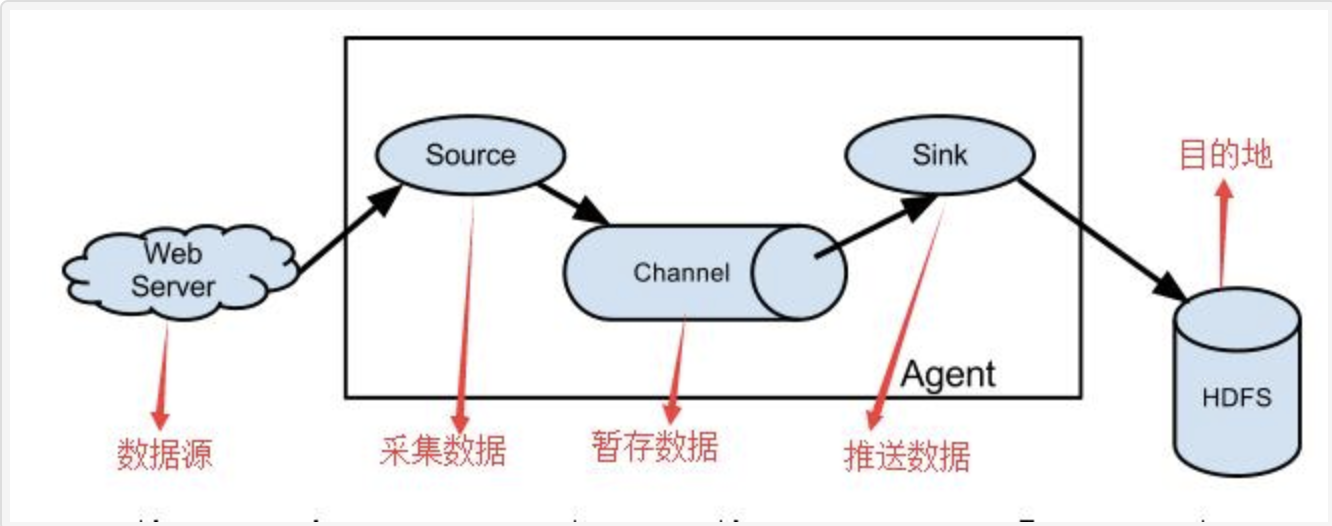 Source
Sink
目的地
Web
Server
Channel
Agent
HDFS
数据源
采集数据
暂存数据
推送数据